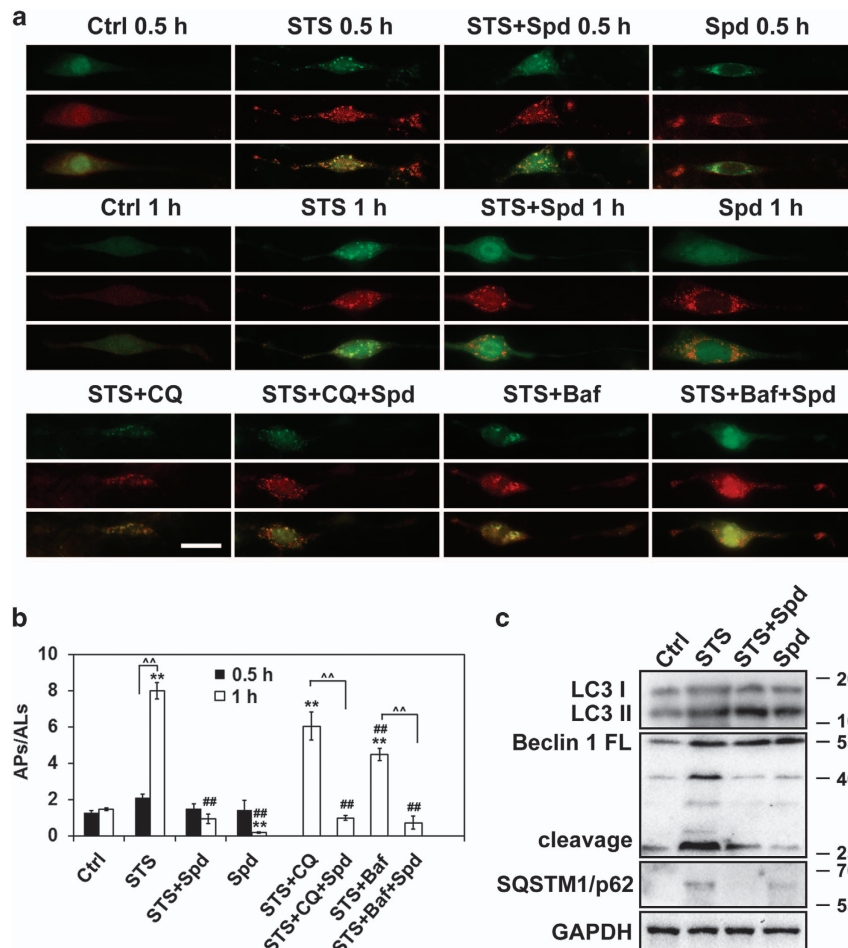 a
Ctrl 0.5 h STS 0.5 h STS+Spd 0.5 h Spd 0.5 h
Ctrl 1 h STS 1 h STS+Spd 1 h Spd 1 h
STS+CQ STS+CQ+Spd STS+Baf STS+Baf+Spd
b
10
8
6
4
2
0
APs/ALs
0.5 h
1 h
^^
**
##
##
**
**
^^
##
##
**
^^
##
Ctrl
STS
STS+Spd
Spd
STS+CQ
STS+CQ+Spd
STS+Baf
STS+Baf+Spd
c
Ctrl STS STS+Spd Spd
LC3 I
LC3 II
Beclin 1 FL
cleavage
SQSTM1/p62
GAPDH